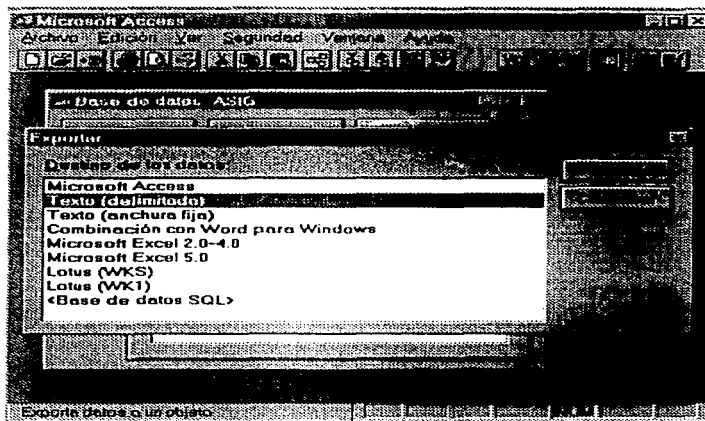 Microsoft Access
Archivo Edición Ver Seguridad Ventana Ayuda
Base de datos: ASIG
Exportar
Destino de los datos:
Microsoft Access
Texto (delimitado)
Texto (anchura fija)
Combinación con Word para Windows
Microsoft Excel 2.0-4.0
Microsoft Excel 5.0
Lotus (WKS)
Lotus (WK1)
<Base de datos SQL>
Exporta datos a un objeto